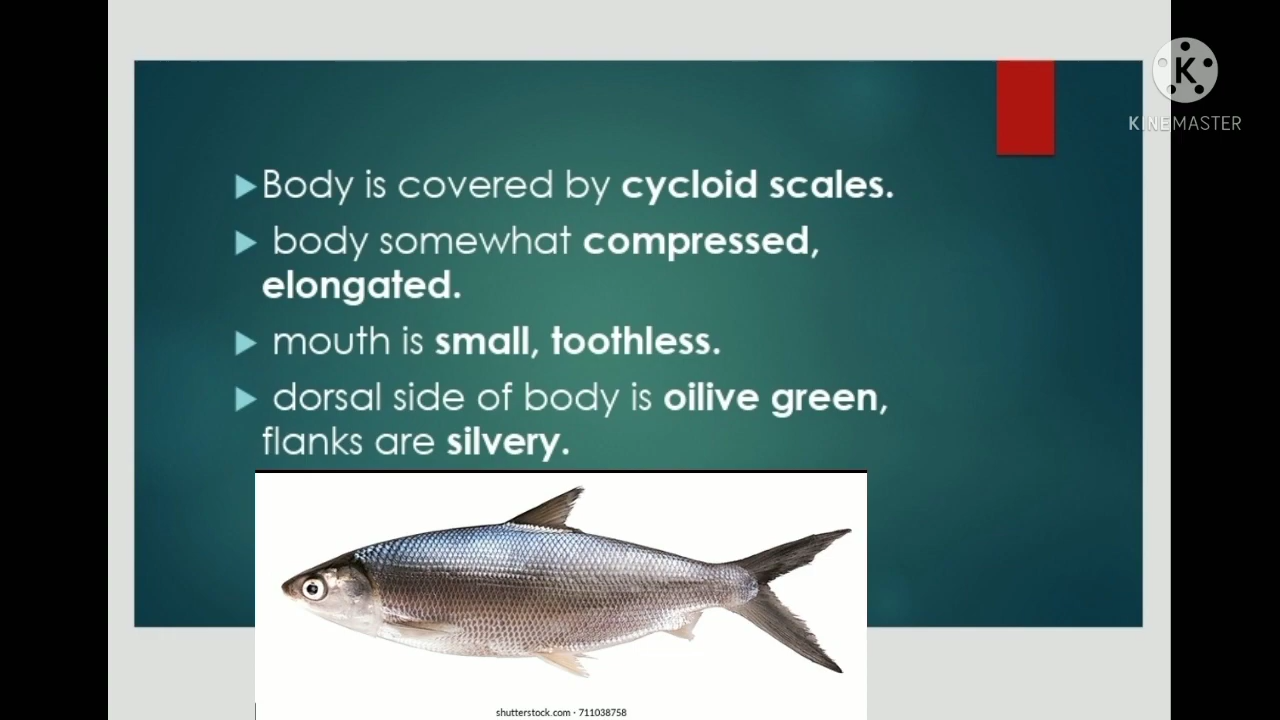 Body is covered by cycloid scales.
body somewhat compressed,
elongated.
mouth is small, toothless.
dorsal side of body is oilive green,
flanks are silvery.
K
KINEMASTER
shutterstock.com · 711038758